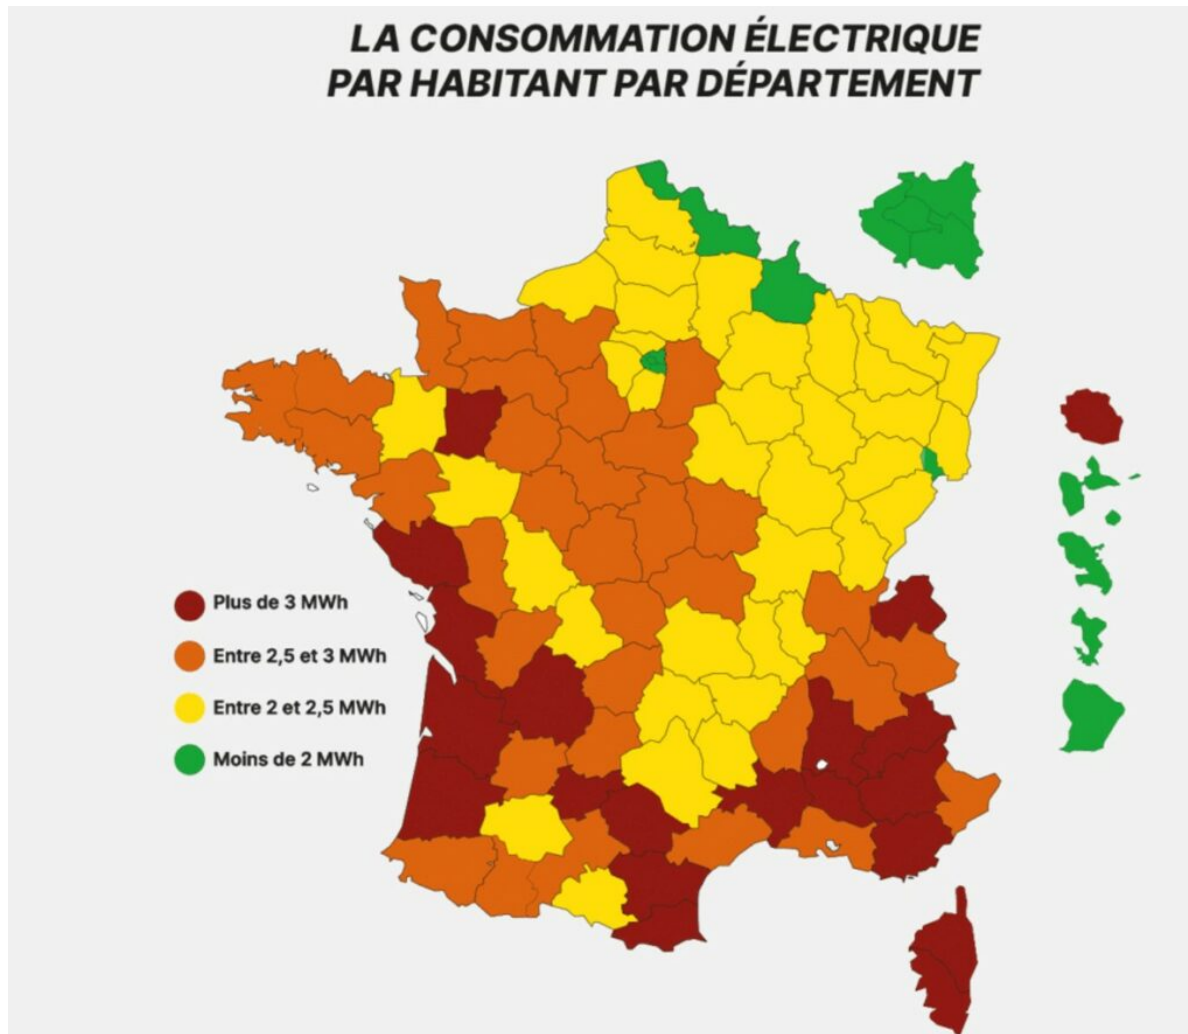 LA CONSOMMATION ÉLECTRIQUE
PAR HABITANT PAR DÉPARTEMENT
Plus de 3 MWh
Entre 2,5 et 3 MWh
Entre 2 et 2,5 MWh
Moins de 2 MWh